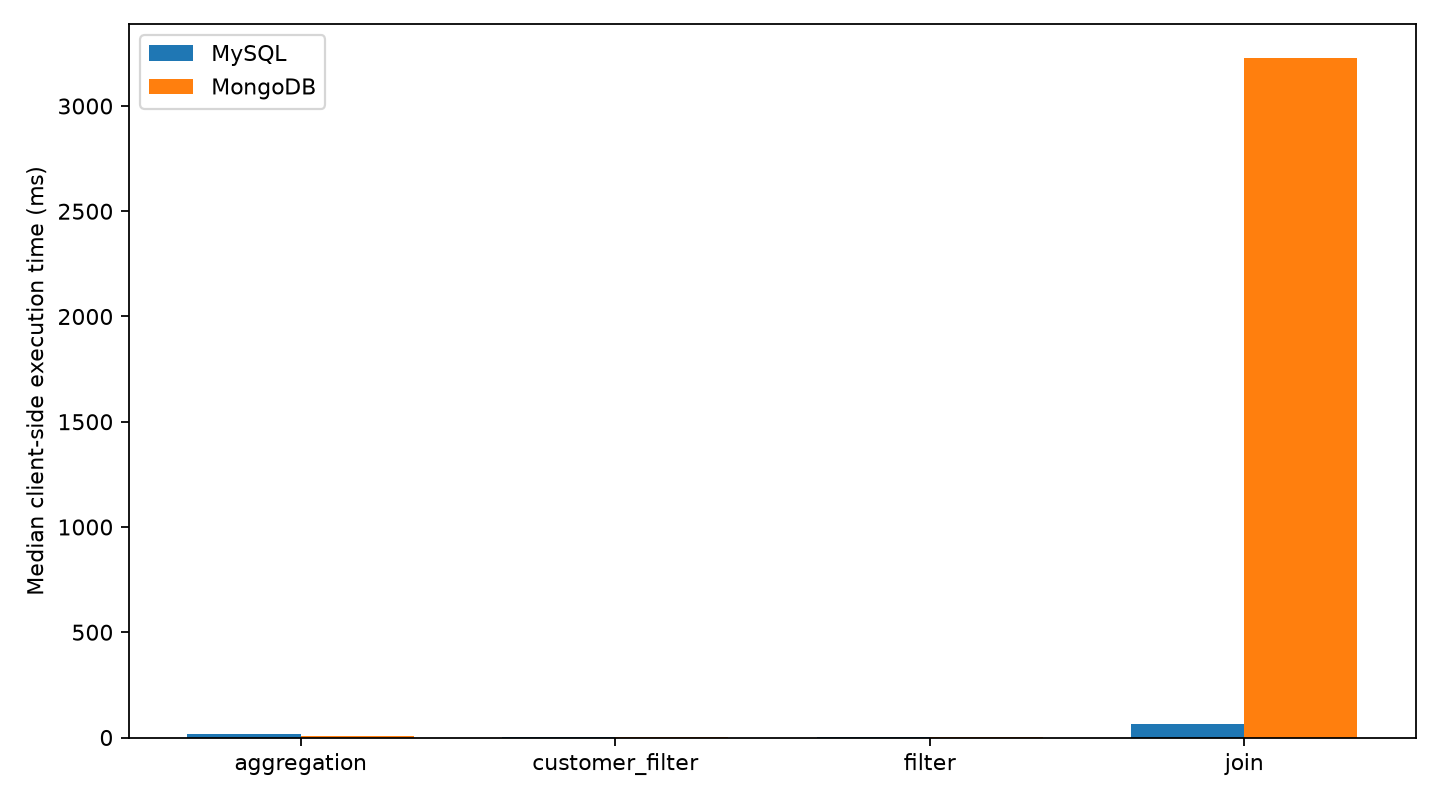 MySQL
MongoDB
Median client-side execution time (ms)
3000
2500
2000
1500
1000
500
0
aggregation
customer_filter
filter
join